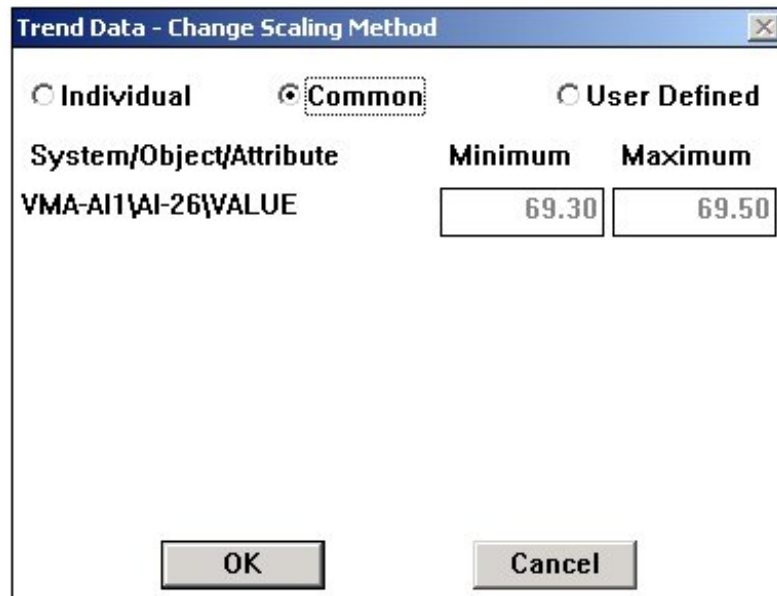 Trend Data - Change Scaling Method
Individual Common User Defined
System/Object/Attribute Minimum Maximum
VMA-AI1\AI-26\VALUE 69.30 69.50
OK Cancel